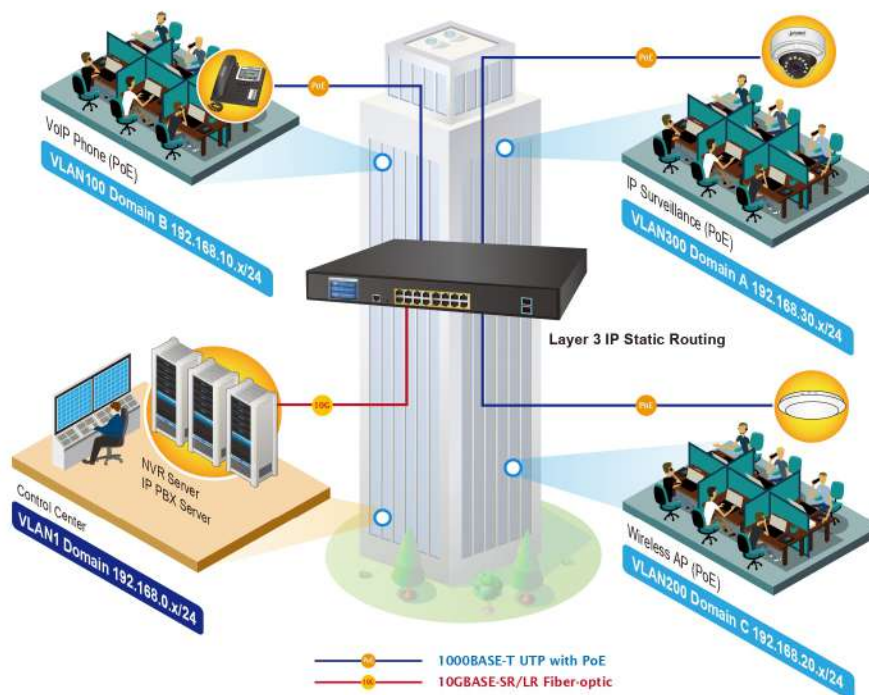 PoE
PoE
VoIP Phone (PoE)
VLAN100 Domain B 192.168.10.x/24
IP Surveillance (PoE)
VLAN300 Domain A 192.168.30.x/24
Layer 3 IP Static Routing
10G
PoE
NVR Server
IP PBX Server
Control Center
VLAN1 Domain 192.168.0.x/24
Wireless AP (PoE)
VLAN200 Domain C 192.168.20.x/24
PoE 1000BASE-T UTP with PoE
10G 10GBASE-SR/LR Fiber-optic